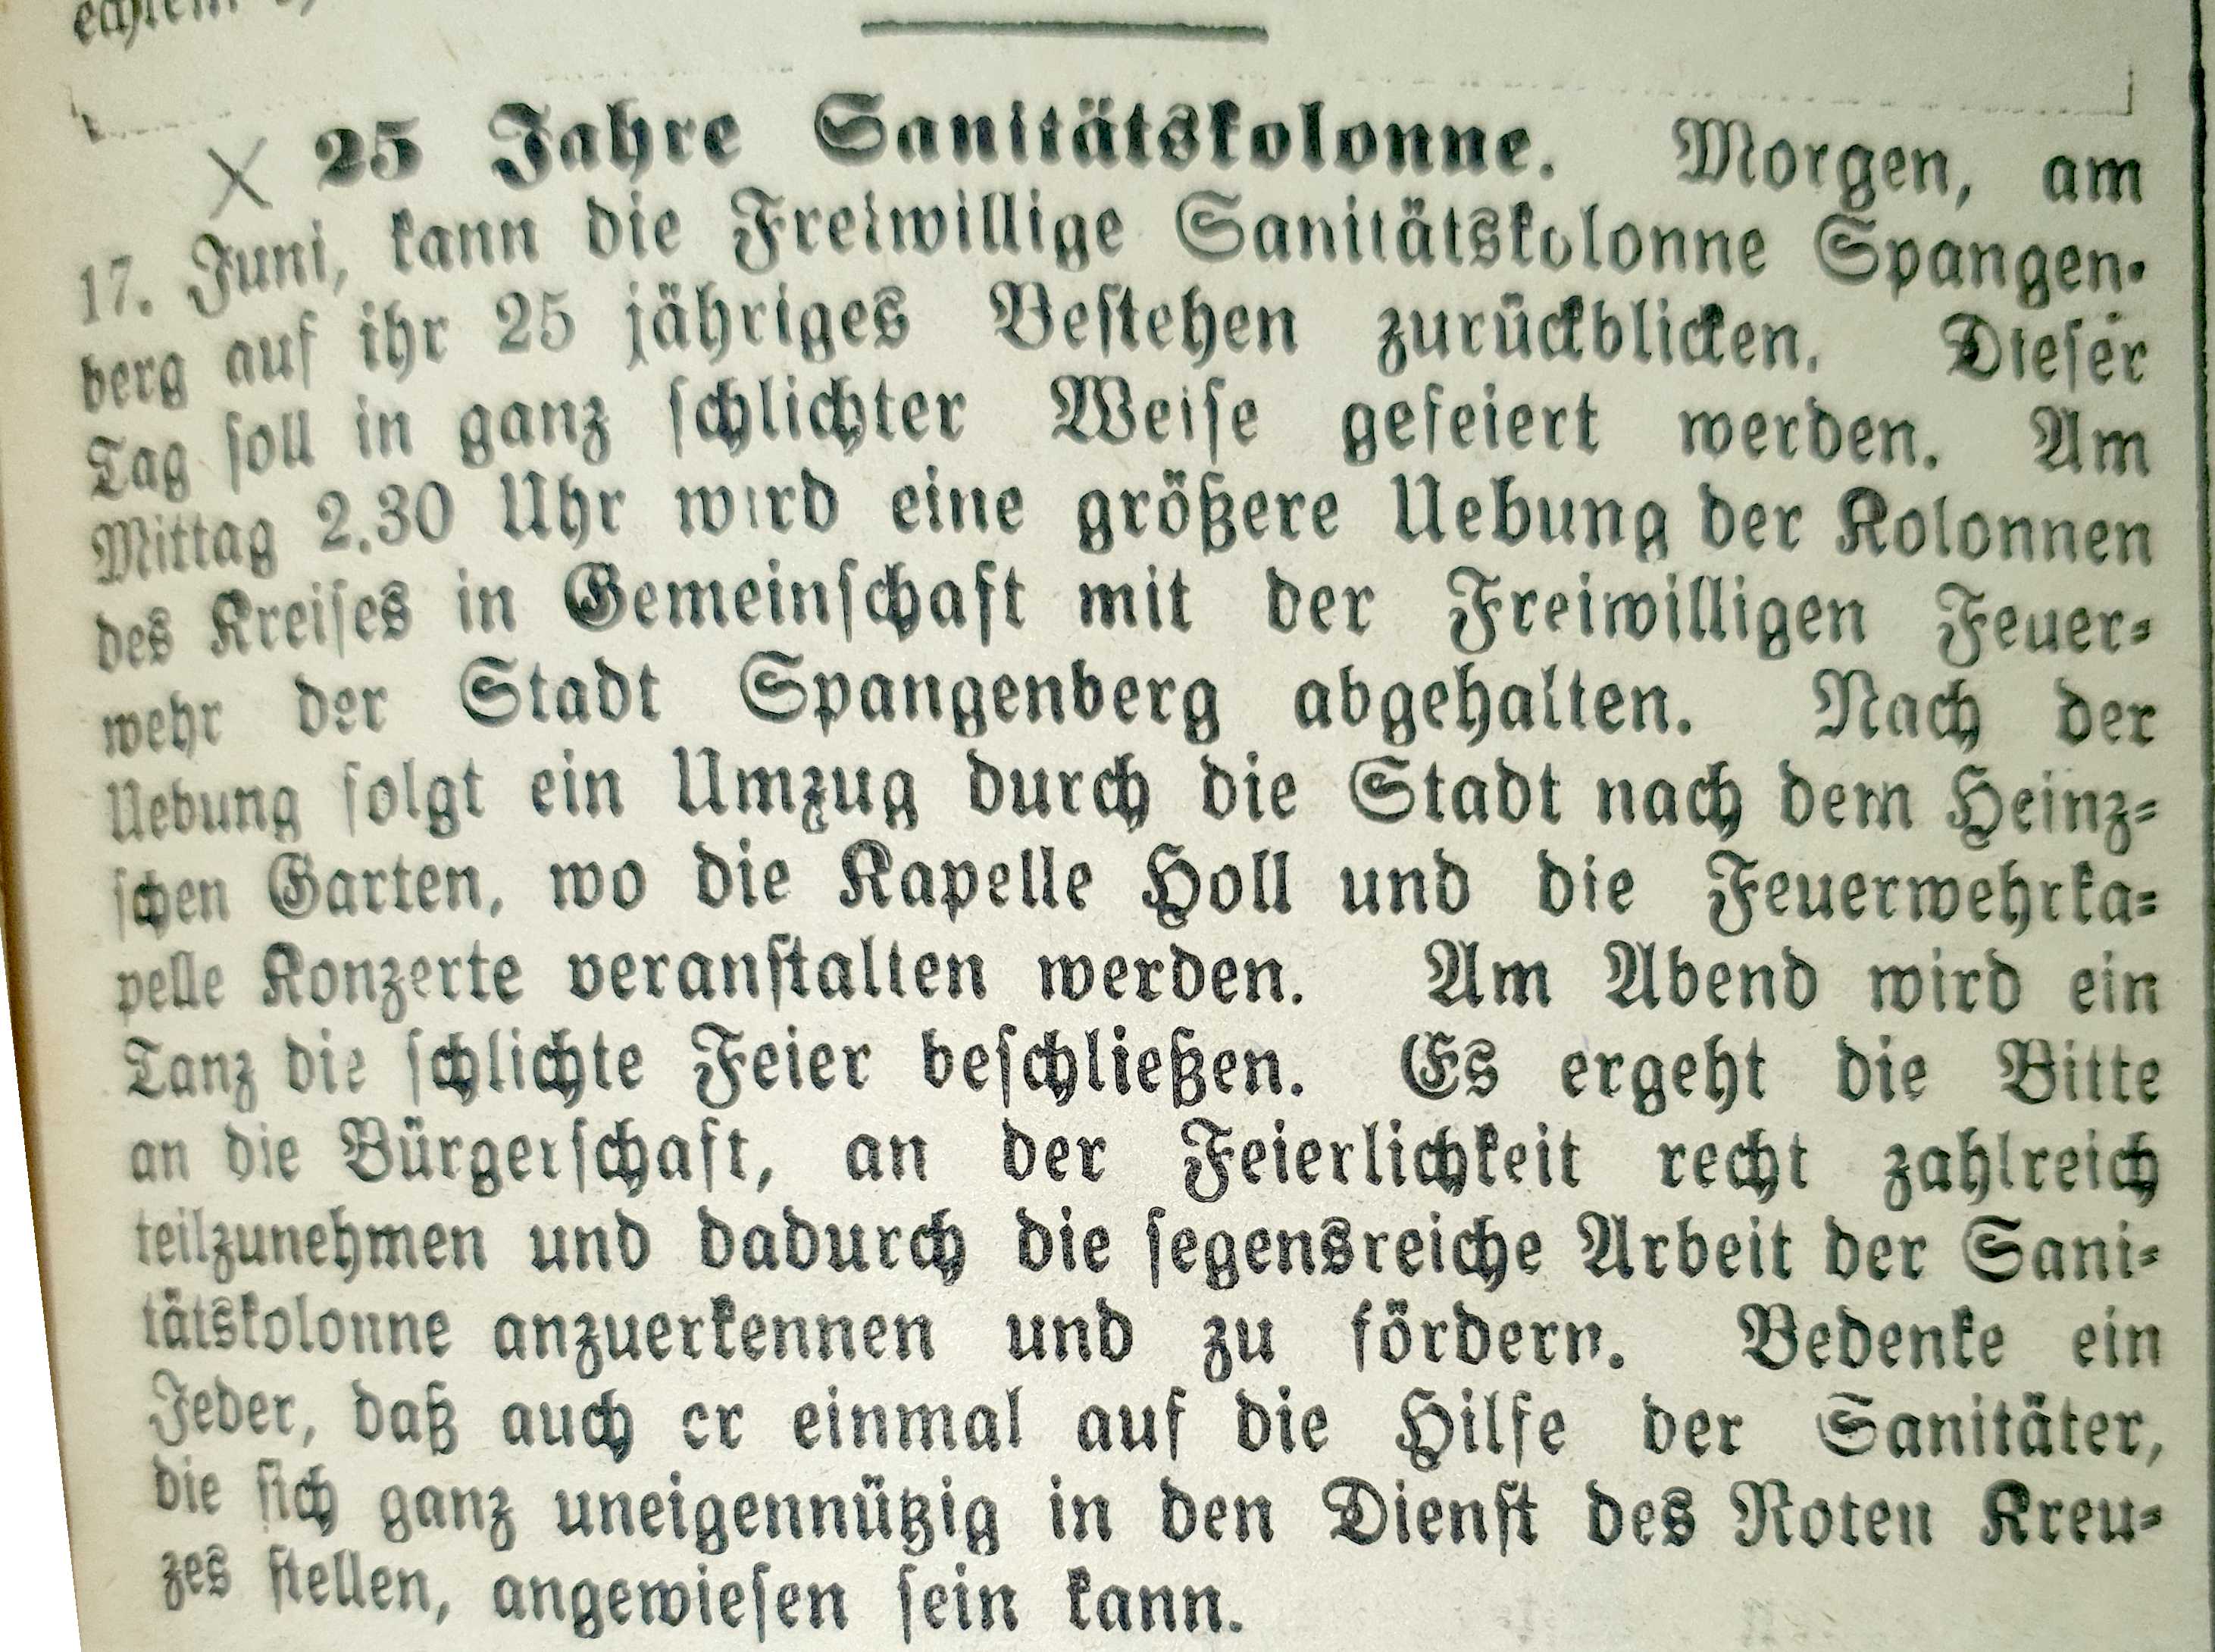 × 25 Jahre Sanitätskolonne. Morgen, am
17. Juni, kann die Freiwillige Sanitätskolonne Spangen-
berg auf ihr 25 jähriges Bestehen zurückblicken. Dieser
Tag soll in ganz schlichter Weise gefeiert werden. Am
Mittag 2.30 Uhr wird eine größere Uebung der Kolonnen
des Kreises in Gemeinschaft mit der Freiwilligen Feuer-
wehr der Stadt Spangenberg abgehalten. Nach der
Uebung folgt ein Umzug durch die Stadt nach dem Heinz-
schen Garten, wo die Kapelle Holl und die Feuerwehrka-
pelle Konzerte veranstalten werden. Am Abend wird ein
Tanz die schlichte Feier beschließen. Es ergeht die Bitte
an die Bürgerschaft, an der Feierlichkeit recht zahlreich
teilzunehmen und dadurch die segensreiche Arbeit der Sani-
tätskolonne anzuerkennen und zu fördern. Bedenke ein
Jeder, daß auch er einmal auf die Hilfe der Sanitäter,
die sich ganz uneigennützig in den Dienst des Roten Kreu-
zes stellen, angewiesen sein kann.